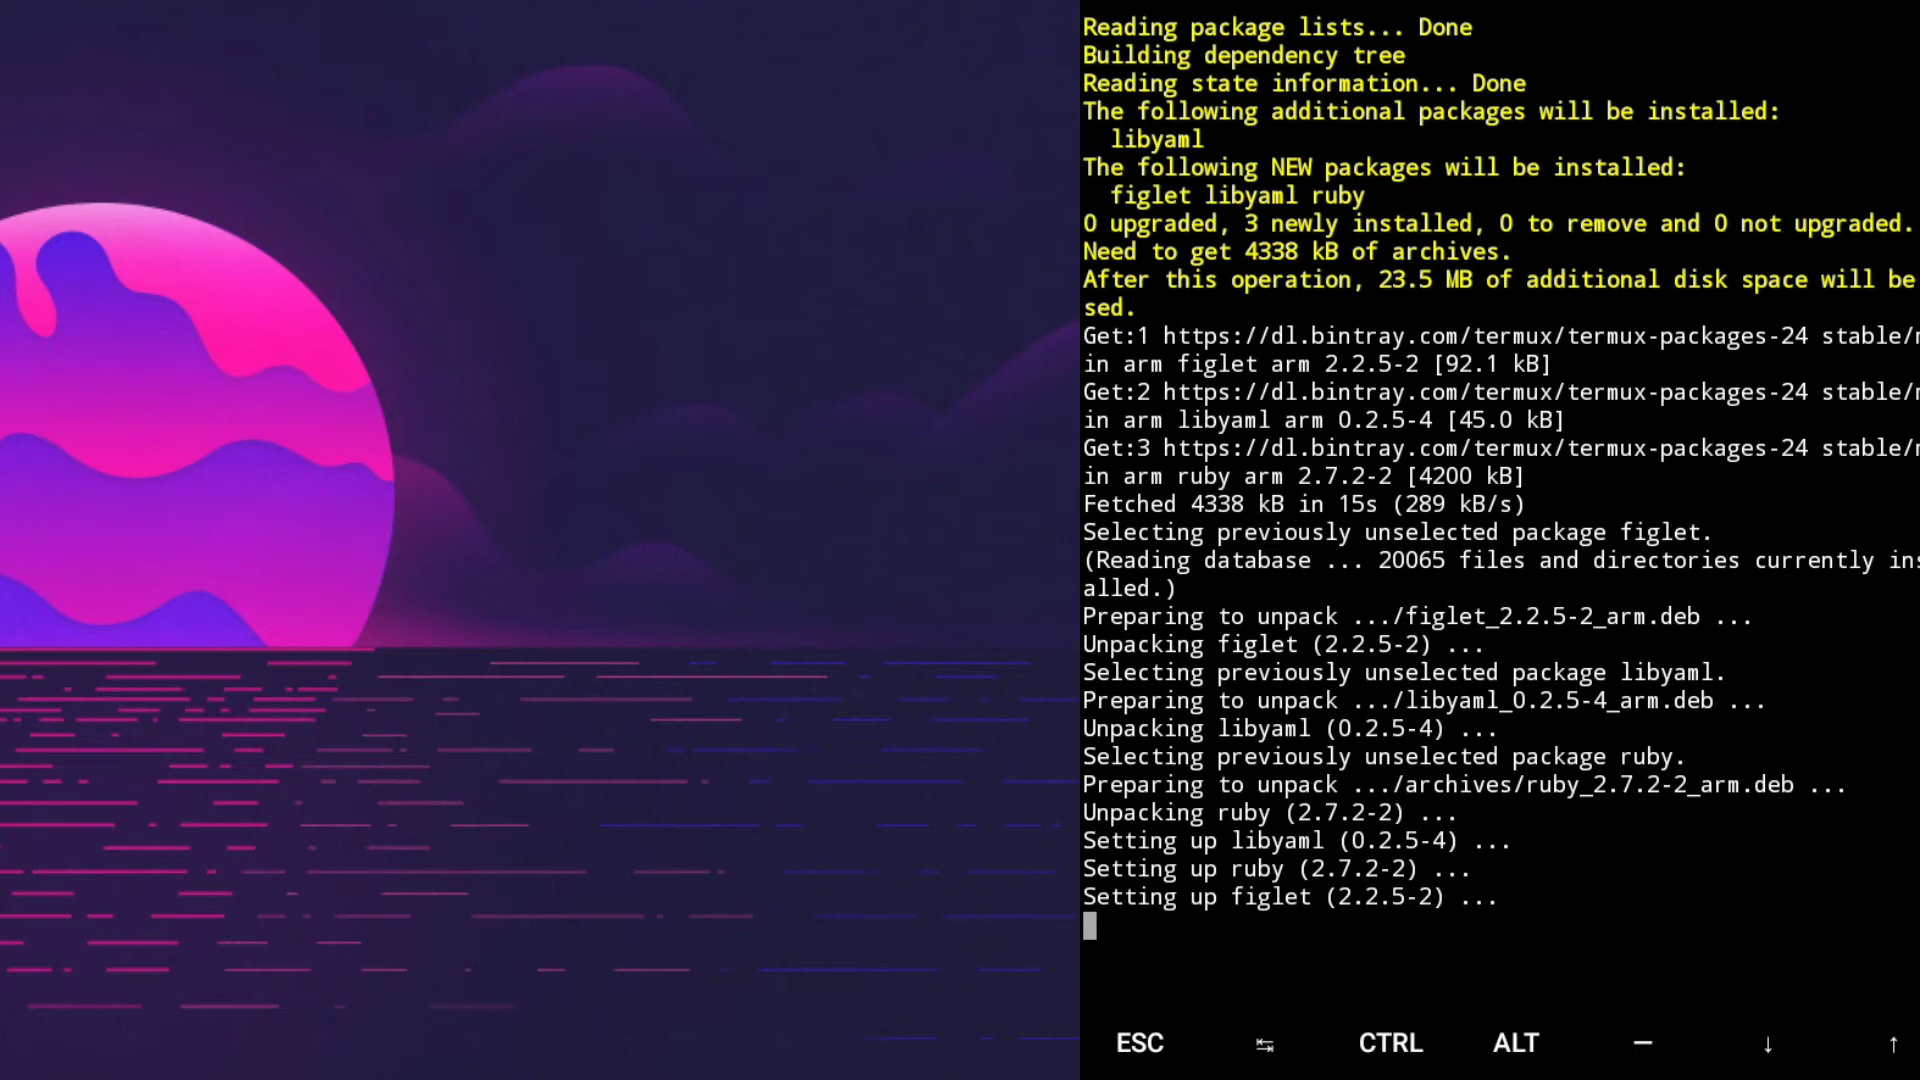 Reading package lists... Done
Building dependency tree
Reading state information... Done
The following additional packages will be installed:
  libyaml
The following NEW packages will be installed:
  figlet libyaml ruby
0 upgraded, 3 newly installed, 0 to remove and 0 not upgraded.
Need to get 4338 kB of archives.
After this operation, 23.5 MB of additional disk space will be
sed.
Get:1 https://dl.bintray.com/termux/termux-packages-24 stable/
in arm figlet arm 2.2.5-2 [92.1 kB]
Get:2 https://dl.bintray.com/termux/termux-packages-24 stable/
in arm libyaml arm 0.2.5-4 [45.0 kB]
Get:3 https://dl.bintray.com/termux/termux-packages-24 stable/
in arm ruby arm 2.7.2-2 [4200 kB]
Fetched 4338 kB in 15s (289 kB/s)
Selecting previously unselected package figlet.
(Reading database ... 20065 files and directories currently ins
alled.)
Preparing to unpack .../figlet_2.2.5-2_arm.deb ...
Unpacking figlet (2.2.5-2) ...
Selecting previously unselected package libyaml.
Preparing to unpack .../libyaml_0.2.5-4_arm.deb ...
Unpacking libyaml (0.2.5-4) ...
Selecting previously unselected package ruby.
Preparing to unpack .../archives/ruby_2.7.2-2_arm.deb ...
Unpacking ruby (2.7.2-2) ...
Setting up libyaml (0.2.5-4) ...
Setting up ruby (2.7.2-2) ...
Setting up figlet (2.2.5-2) ...
ESC ↹ CTRL ALT — ↓ ↑